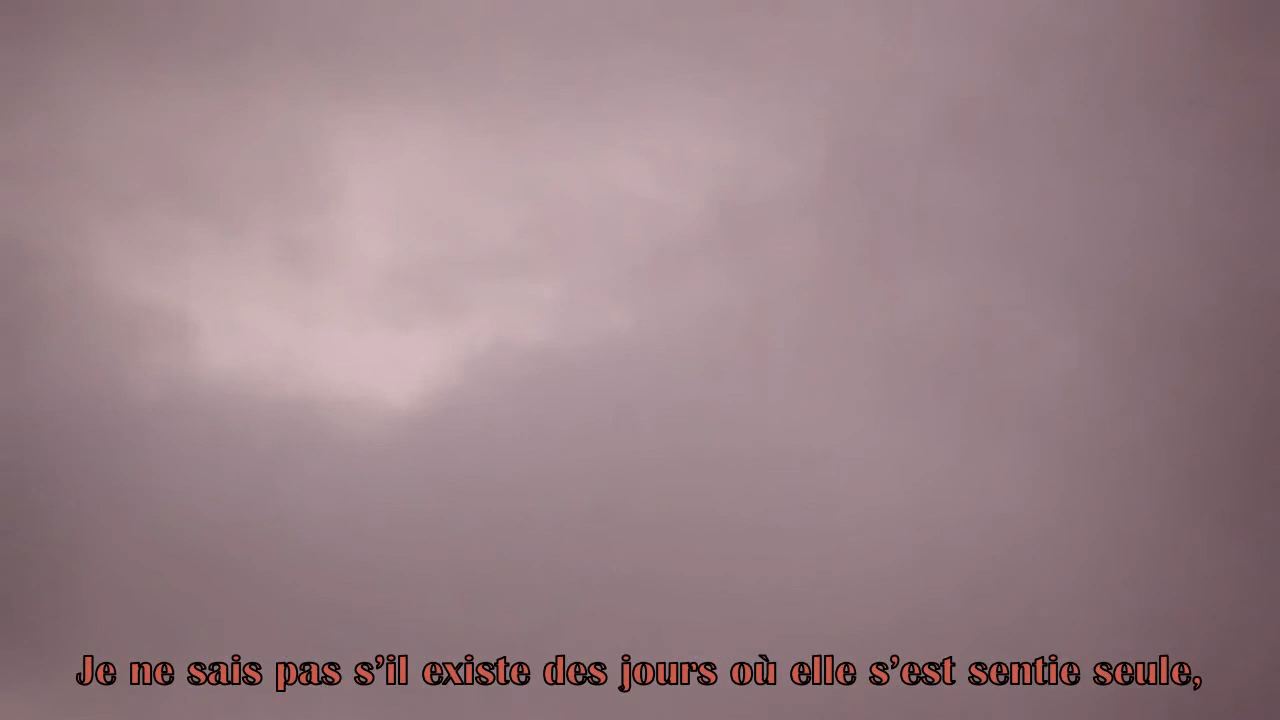 Je ne sais pas s’il existe des jours où elle s’est sentie seule,